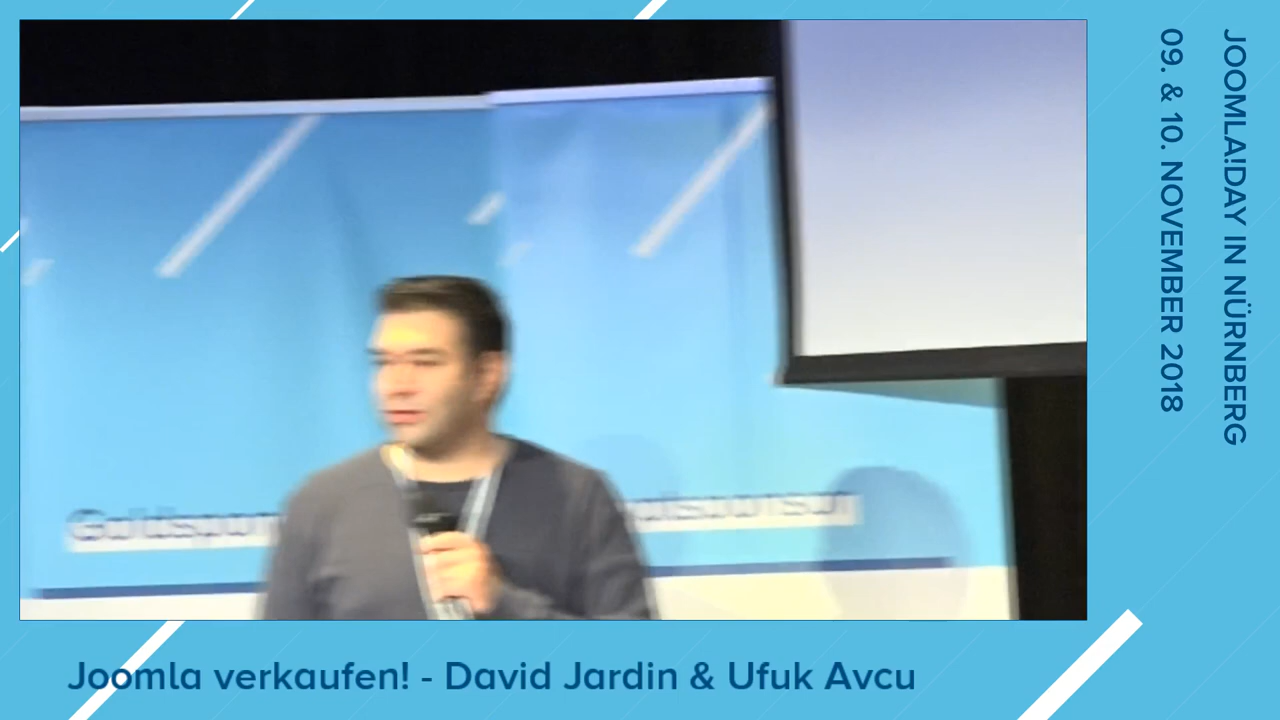 JOOMLA!DAY IN NÜRNBERG
09. & 10. NOVEMBER 2018
Joomla verkaufen! - David Jardin & Ufuk Avcu